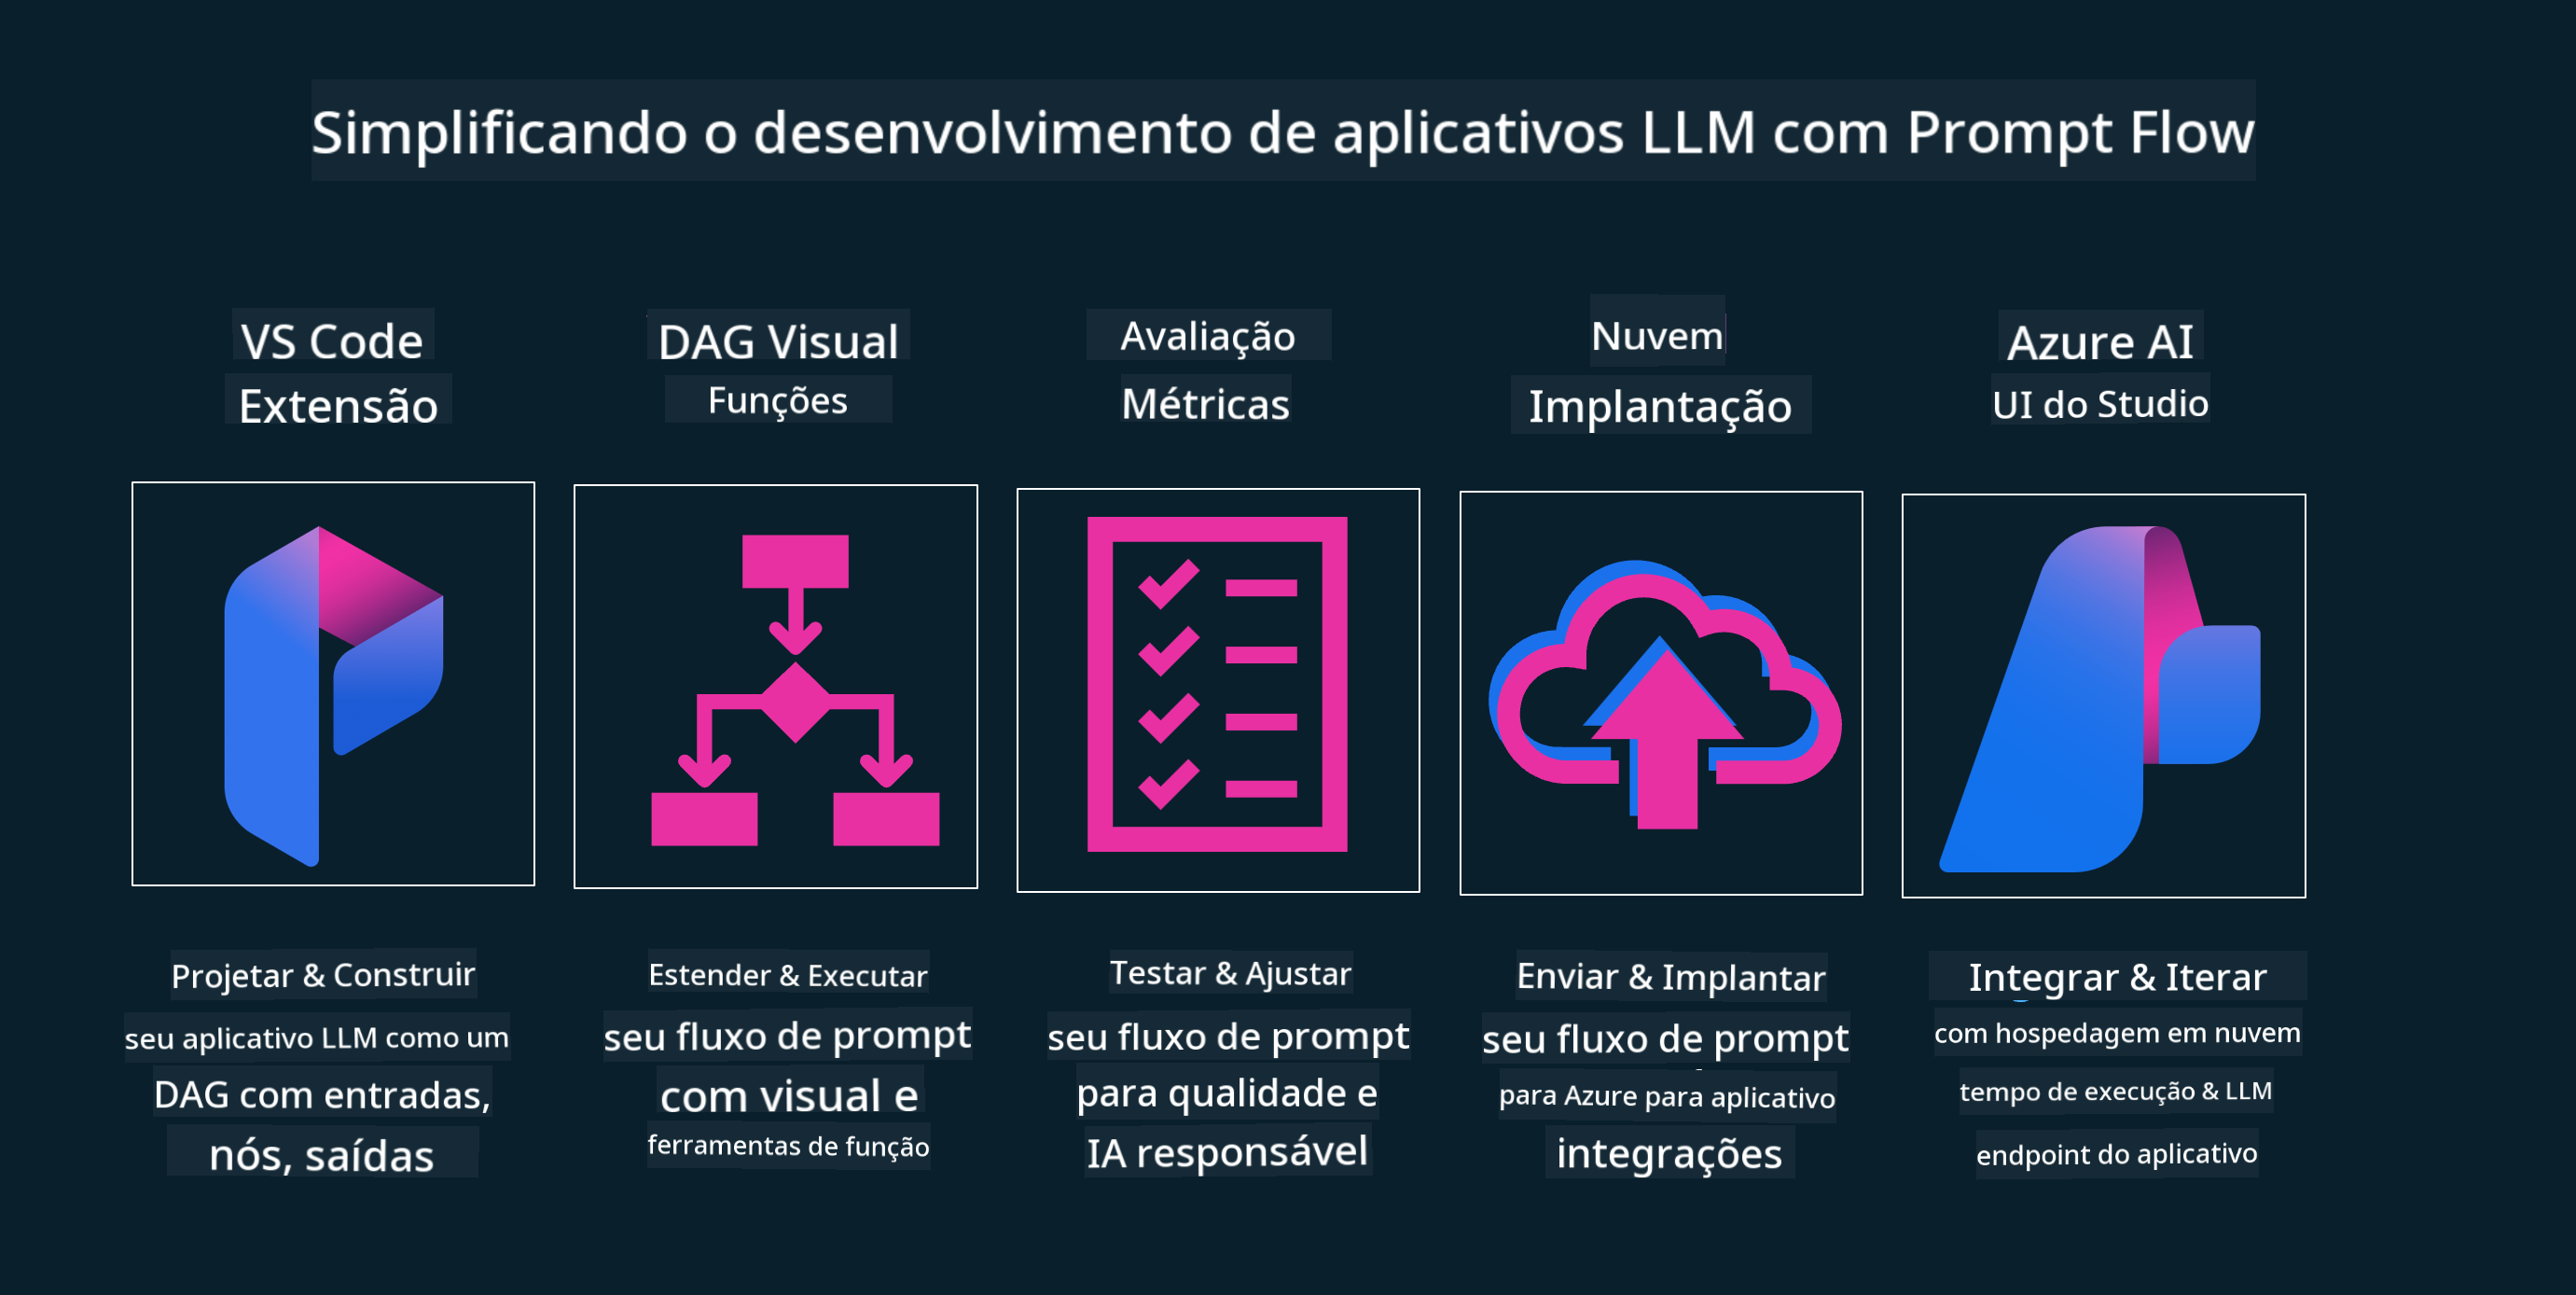 Simplificando o desenvolvimento de aplicativos LLM com Prompt Flow
VS Code
Extensão
DAG Visual
Funções
Avaliação
Métricas
Nuvem
Implantação
Azure AI
UI do Studio
Projetar & Construir
seu aplicativo LLM como um
DAG com entradas,
nós, saídas
Estender & Executar
seu fluxo de prompt
com visual e
ferramentas de função
Testar & Ajustar
seu fluxo de prompt
para qualidade e
IA responsável
Enviar & Implantar
seu fluxo de prompt
para Azure para aplicativo
integrações
Integrar & Iterar
com hospedagem em nuvem
tempo de execução & LLM
endpoint do aplicativo